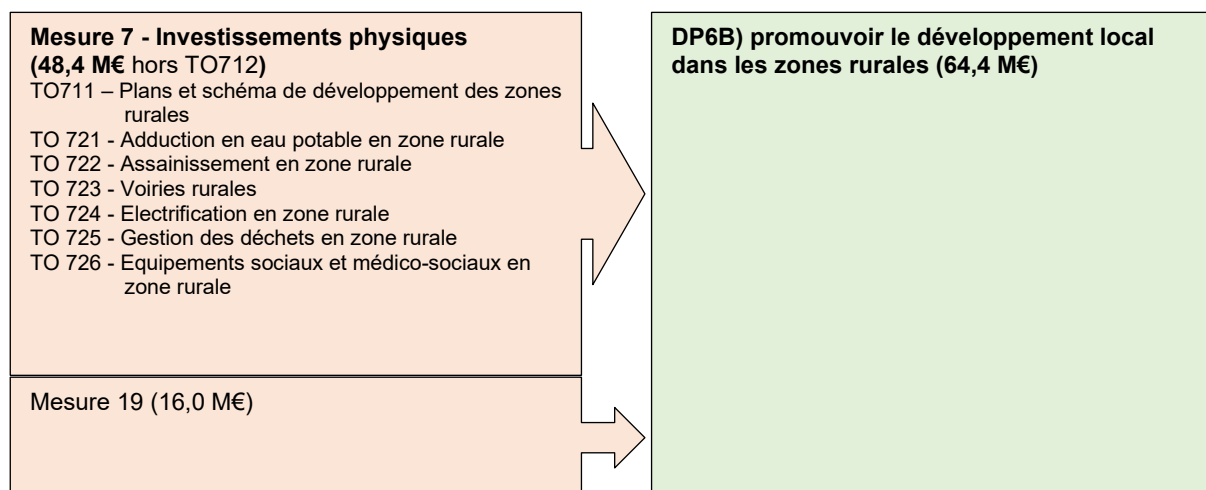 Mesure 7 - Investissements physiques
(48,4 M€ hors TO712)
TO711 – Plans et schéma de développement des zones
rurales
TO 721 - Adduction en eau potable en zone rurale
TO 722 - Assainissement en zone rurale
TO 723 - Voiries rurales
TO 724 - Electrification en zone rurale
TO 725 - Gestion des déchets en zone rurale
TO 726 - Equipements sociaux et médico-sociaux en
zone rurale
Mesure 19 (16,0 M€)
DP6B) promouvoir le développement local
dans les zones rurales (64,4 M€)